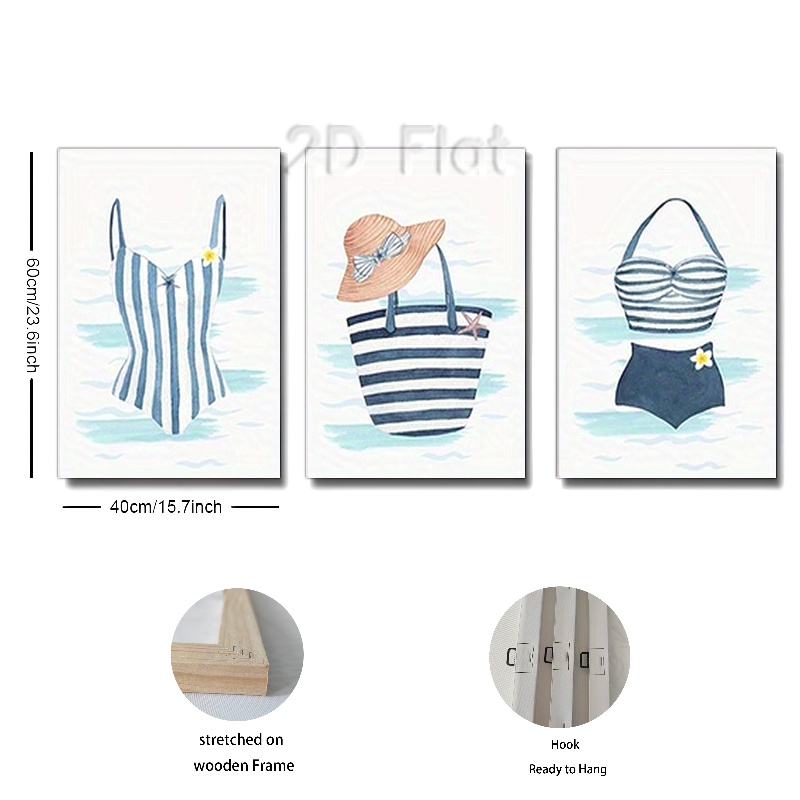 2D Flat
60cm/23.6inch
40cm/15.7inch
stretched on
wooden Frame
Hook
Ready to Hang